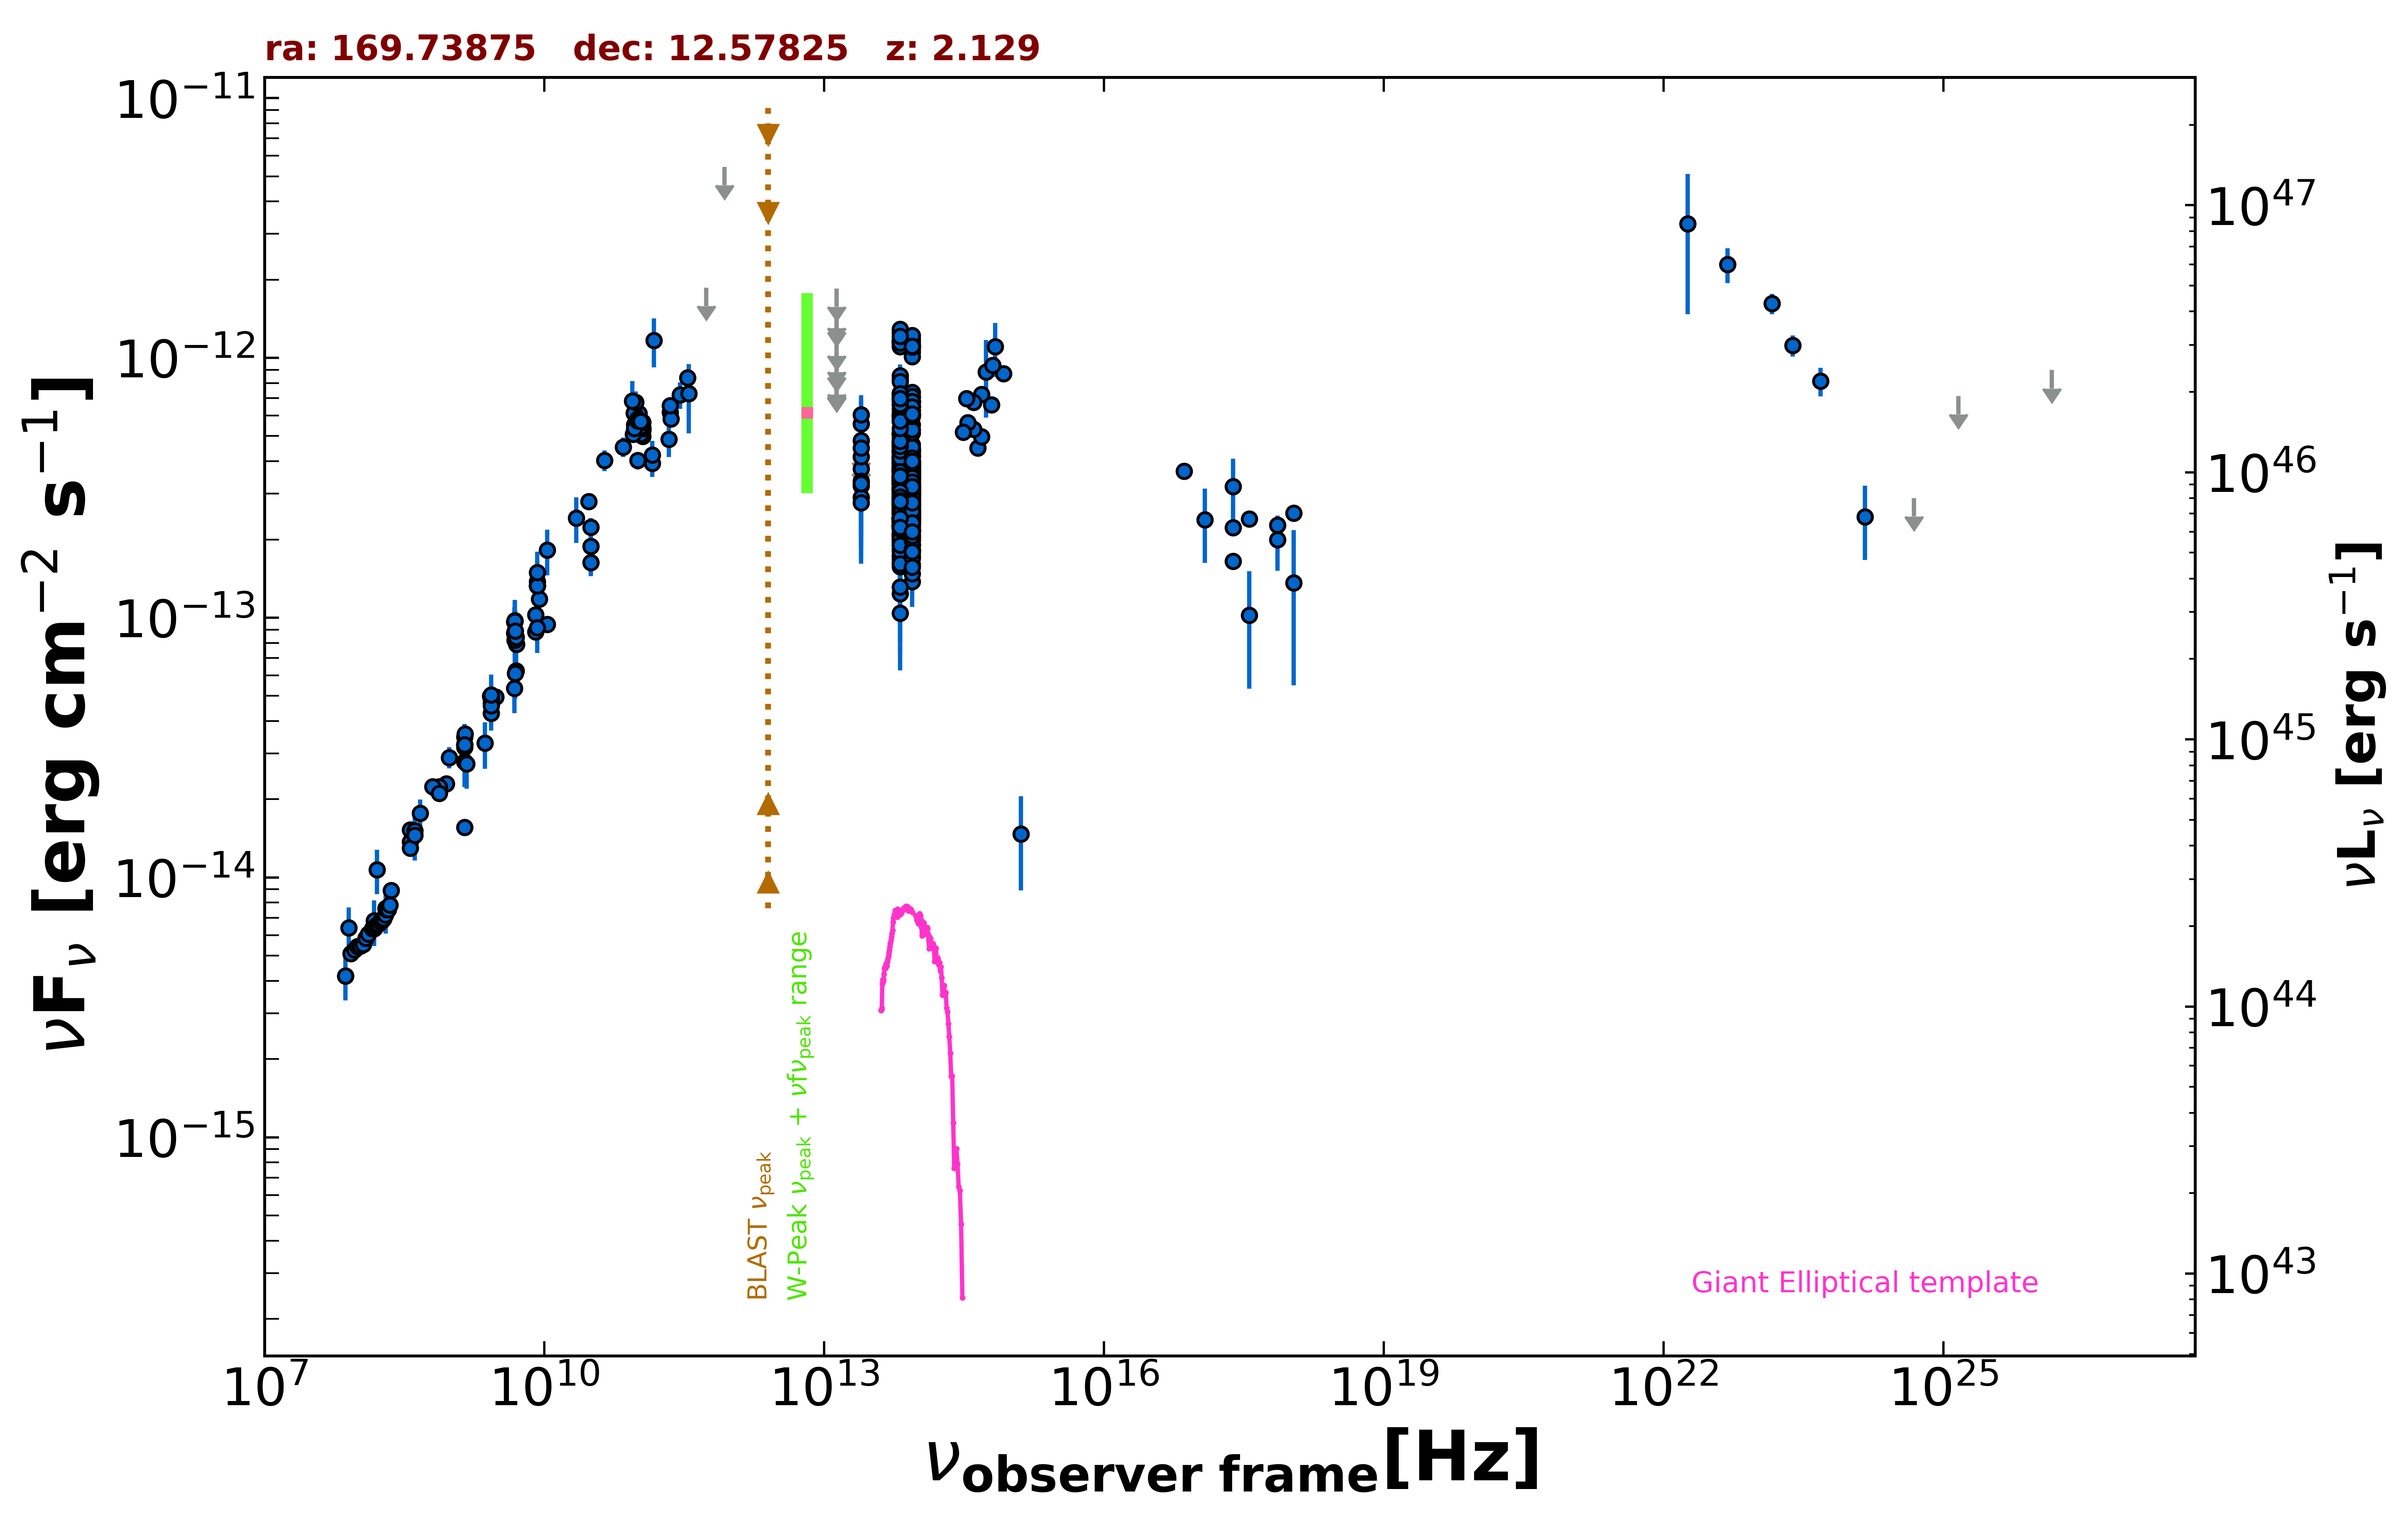 ra: 169.73875   dec: 12.57825   z: 2.129
10⁻¹¹
10⁻¹²
10⁻¹³
10⁻¹⁴
10⁻¹⁵
νFν [erg cm⁻² s⁻¹]
10⁴⁷
10⁴⁶
10⁴⁵
10⁴⁴
10⁴³
νLν [erg s⁻¹]
BLAST νpeak
W-Peak νpeak + νfνpeak range
Giant Elliptical template
10⁷ 10¹⁰ 10¹³ 10¹⁶ 10¹⁹ 10²² 10²⁵
νobserver frame[Hz]